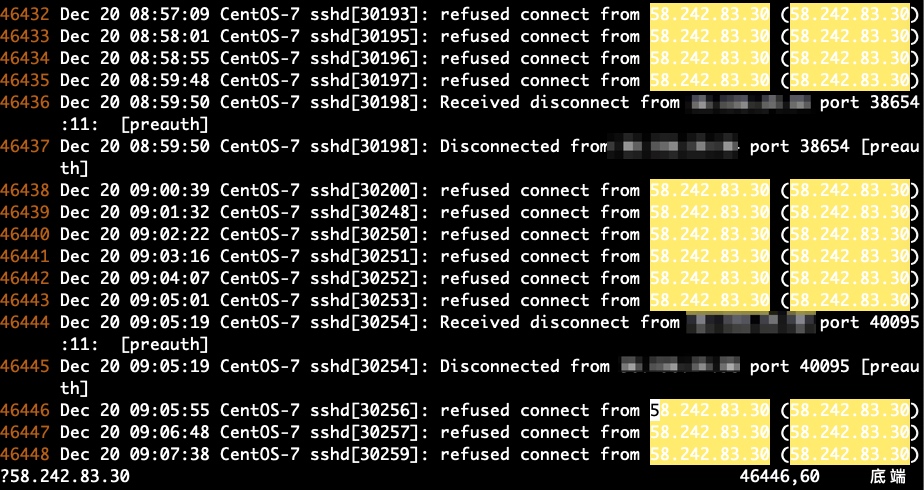 46432 Dec 20 08:57:09 CentOS-7 sshd[30193]: refused connect from 58.242.83.30 (58.242.83.30)
46433 Dec 20 08:58:01 CentOS-7 sshd[30195]: refused connect from 58.242.83.30 (58.242.83.30)
46434 Dec 20 08:58:55 CentOS-7 sshd[30196]: refused connect from 58.242.83.30 (58.242.83.30)
46435 Dec 20 08:59:48 CentOS-7 sshd[30197]: refused connect from 58.242.83.30 (58.242.83.30)
46436 Dec 20 08:59:50 CentOS-7 sshd[30198]: Received disconnect from port 38654
:11:  [preauth]
46437 Dec 20 08:59:50 CentOS-7 sshd[30198]: Disconnected from port 38654 [preau
th]
46438 Dec 20 09:00:39 CentOS-7 sshd[30200]: refused connect from 58.242.83.30 (58.242.83.30)
46439 Dec 20 09:01:32 CentOS-7 sshd[30248]: refused connect from 58.242.83.30 (58.242.83.30)
46440 Dec 20 09:02:22 CentOS-7 sshd[30250]: refused connect from 58.242.83.30 (58.242.83.30)
46441 Dec 20 09:03:16 CentOS-7 sshd[30251]: refused connect from 58.242.83.30 (58.242.83.30)
46442 Dec 20 09:04:07 CentOS-7 sshd[30252]: refused connect from 58.242.83.30 (58.242.83.30)
46443 Dec 20 09:05:01 CentOS-7 sshd[30253]: refused connect from 58.242.83.30 (58.242.83.30)
46444 Dec 20 09:05:19 CentOS-7 sshd[30254]: Received disconnect from port 40095
:11:  [preauth]
46445 Dec 20 09:05:19 CentOS-7 sshd[30254]: Disconnected from port 40095 [preau
th]
46446 Dec 20 09:05:55 CentOS-7 sshd[30256]: refused connect from 58.242.83.30 (58.242.83.30)
46447 Dec 20 09:06:48 CentOS-7 sshd[30257]: refused connect from 58.242.83.30 (58.242.83.30)
46448 Dec 20 09:07:38 CentOS-7 sshd[30259]: refused connect from 58.242.83.30 (58.242.83.30)
?58.242.83.30 46446,60 底端